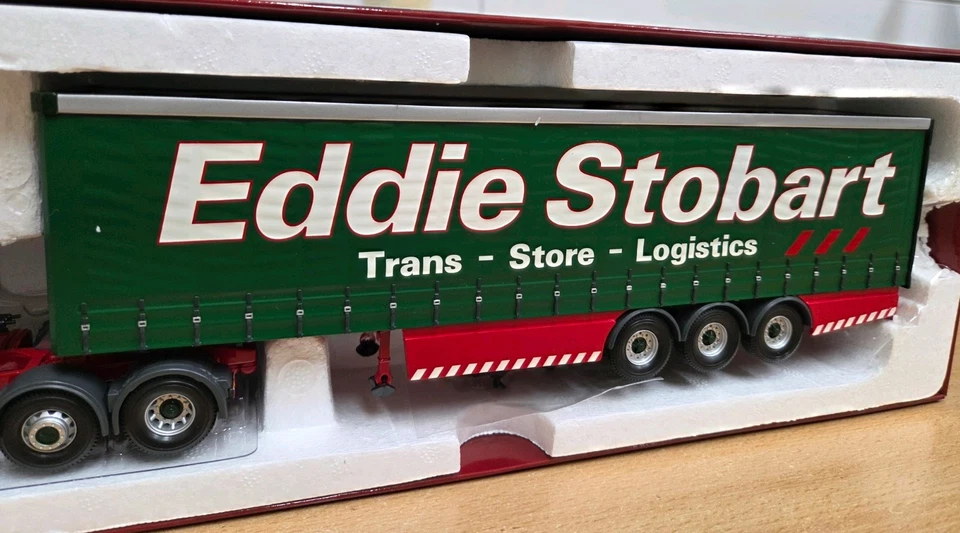 Eddie Stobart
Trans - Store - Logistics